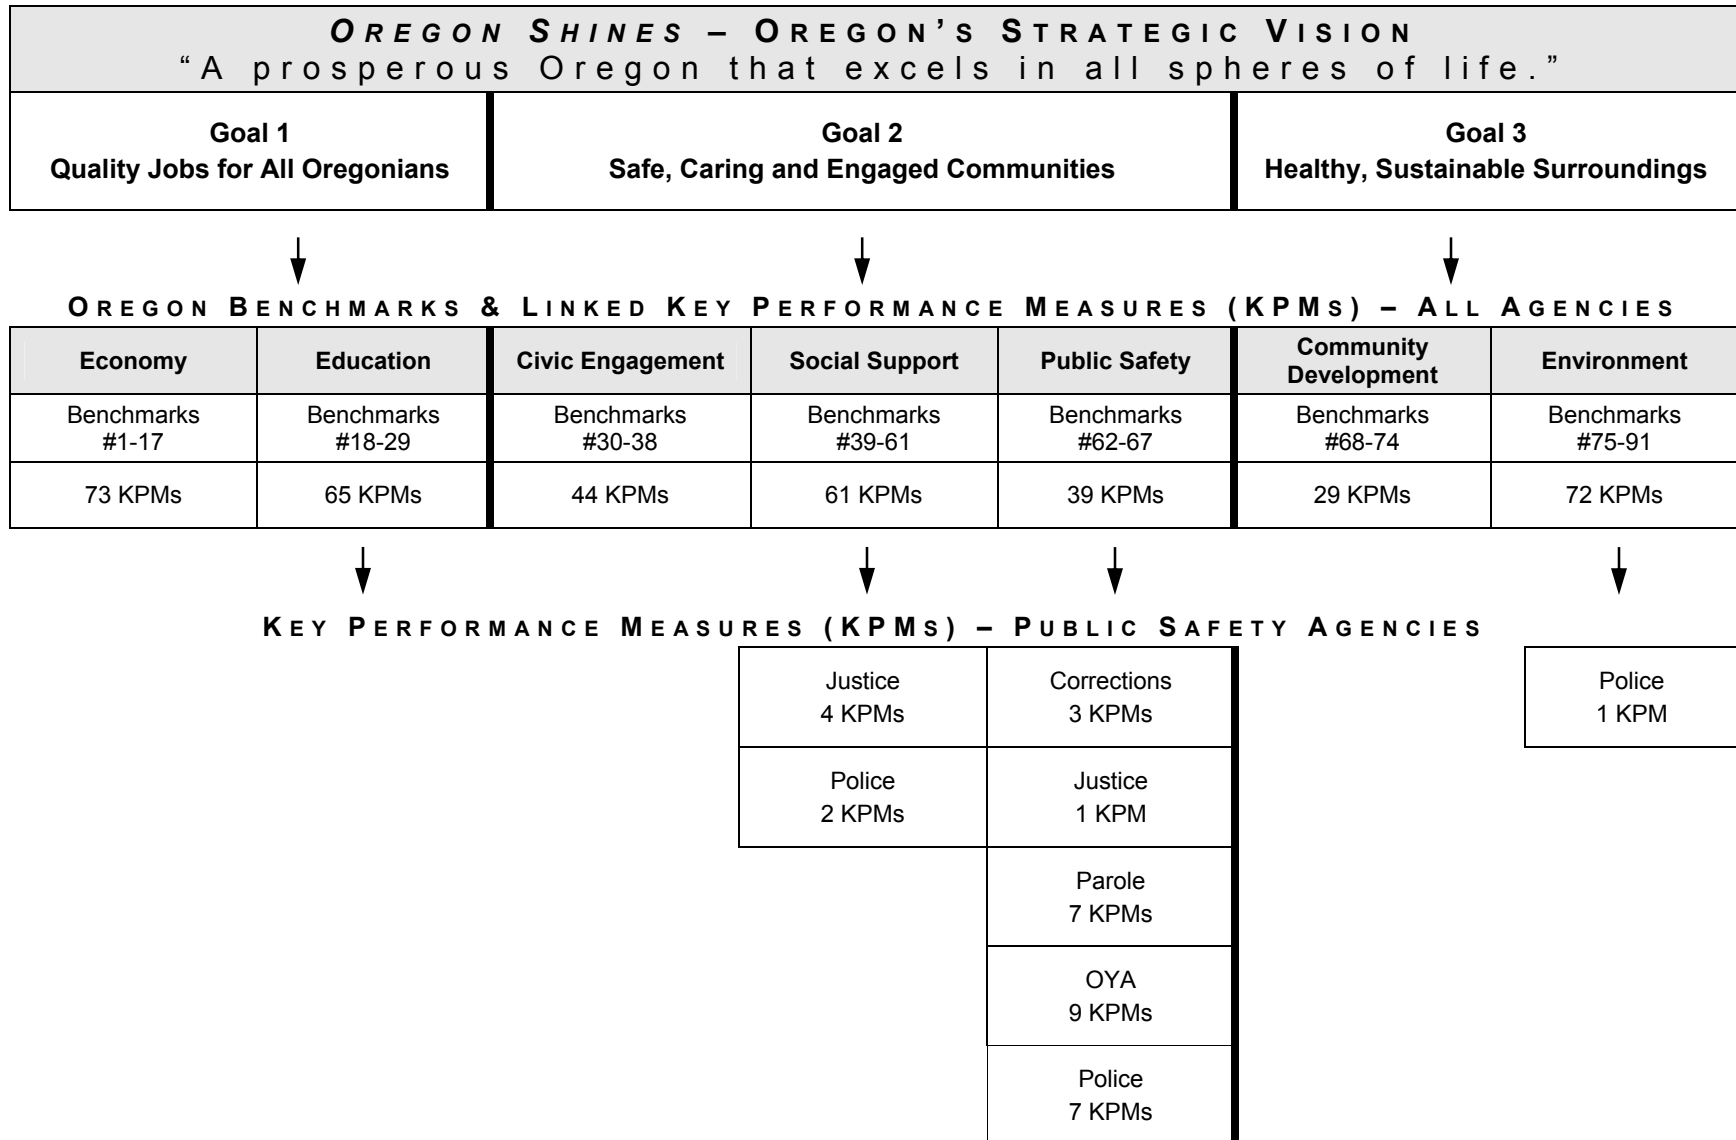 OREGON SHINES – OREGON'S STRATEGIC VISION
“A prosperous Oregon that excels in all spheres of life.”
Goal 1
Quality Jobs for All Oregonians
Goal 2
Safe, Caring and Engaged Communities
Goal 3
Healthy, Sustainable Surroundings
OREGON BENCHMARKS & LINKED KEY PERFORMANCE MEASURES (KPMS) – ALL AGENCIES
Economy
Education
Civic Engagement
Social Support
Public Safety
Community
Development
Environment
Benchmarks
#1-17
Benchmarks
#18-29
Benchmarks
#30-38
Benchmarks
#39-61
Benchmarks
#62-67
Benchmarks
#68-74
Benchmarks
#75-91
73 KPMs
65 KPMs
44 KPMs
61 KPMs
39 KPMs
29 KPMs
72 KPMs
KEY PERFORMANCE MEASURES (KPMS) – PUBLIC SAFETY AGENCIES
Justice
4 KPMs
Corrections
3 KPMs
Police
1 KPM
Police
2 KPMs
Justice
1 KPM
Parole
7 KPMs
OYA
9 KPMs
Police
7 KPMs